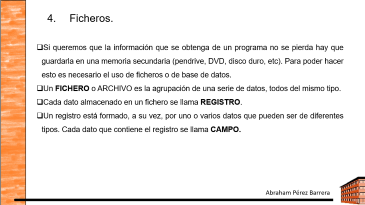 4. Ficheros.
❑Si queremos que la información que se obtenga de un programa no se pierda hay que
guardarla en una memoria secundaria (pendrive, DVD, disco duro, etc). Para poder hacer
esto es necesario el uso de ficheros o de base de datos.
❑Un FICHERO o ARCHIVO es la agrupación de una serie de datos, todos del mismo tipo.
❑Cada dato almacenado en un fichero se llama REGISTRO.
❑Un registro está formado, a su vez, por uno o varios datos que pueden ser de diferentes
tipos. Cada dato que contiene el registro se llama CAMPO.
Abraham Pérez Barrera